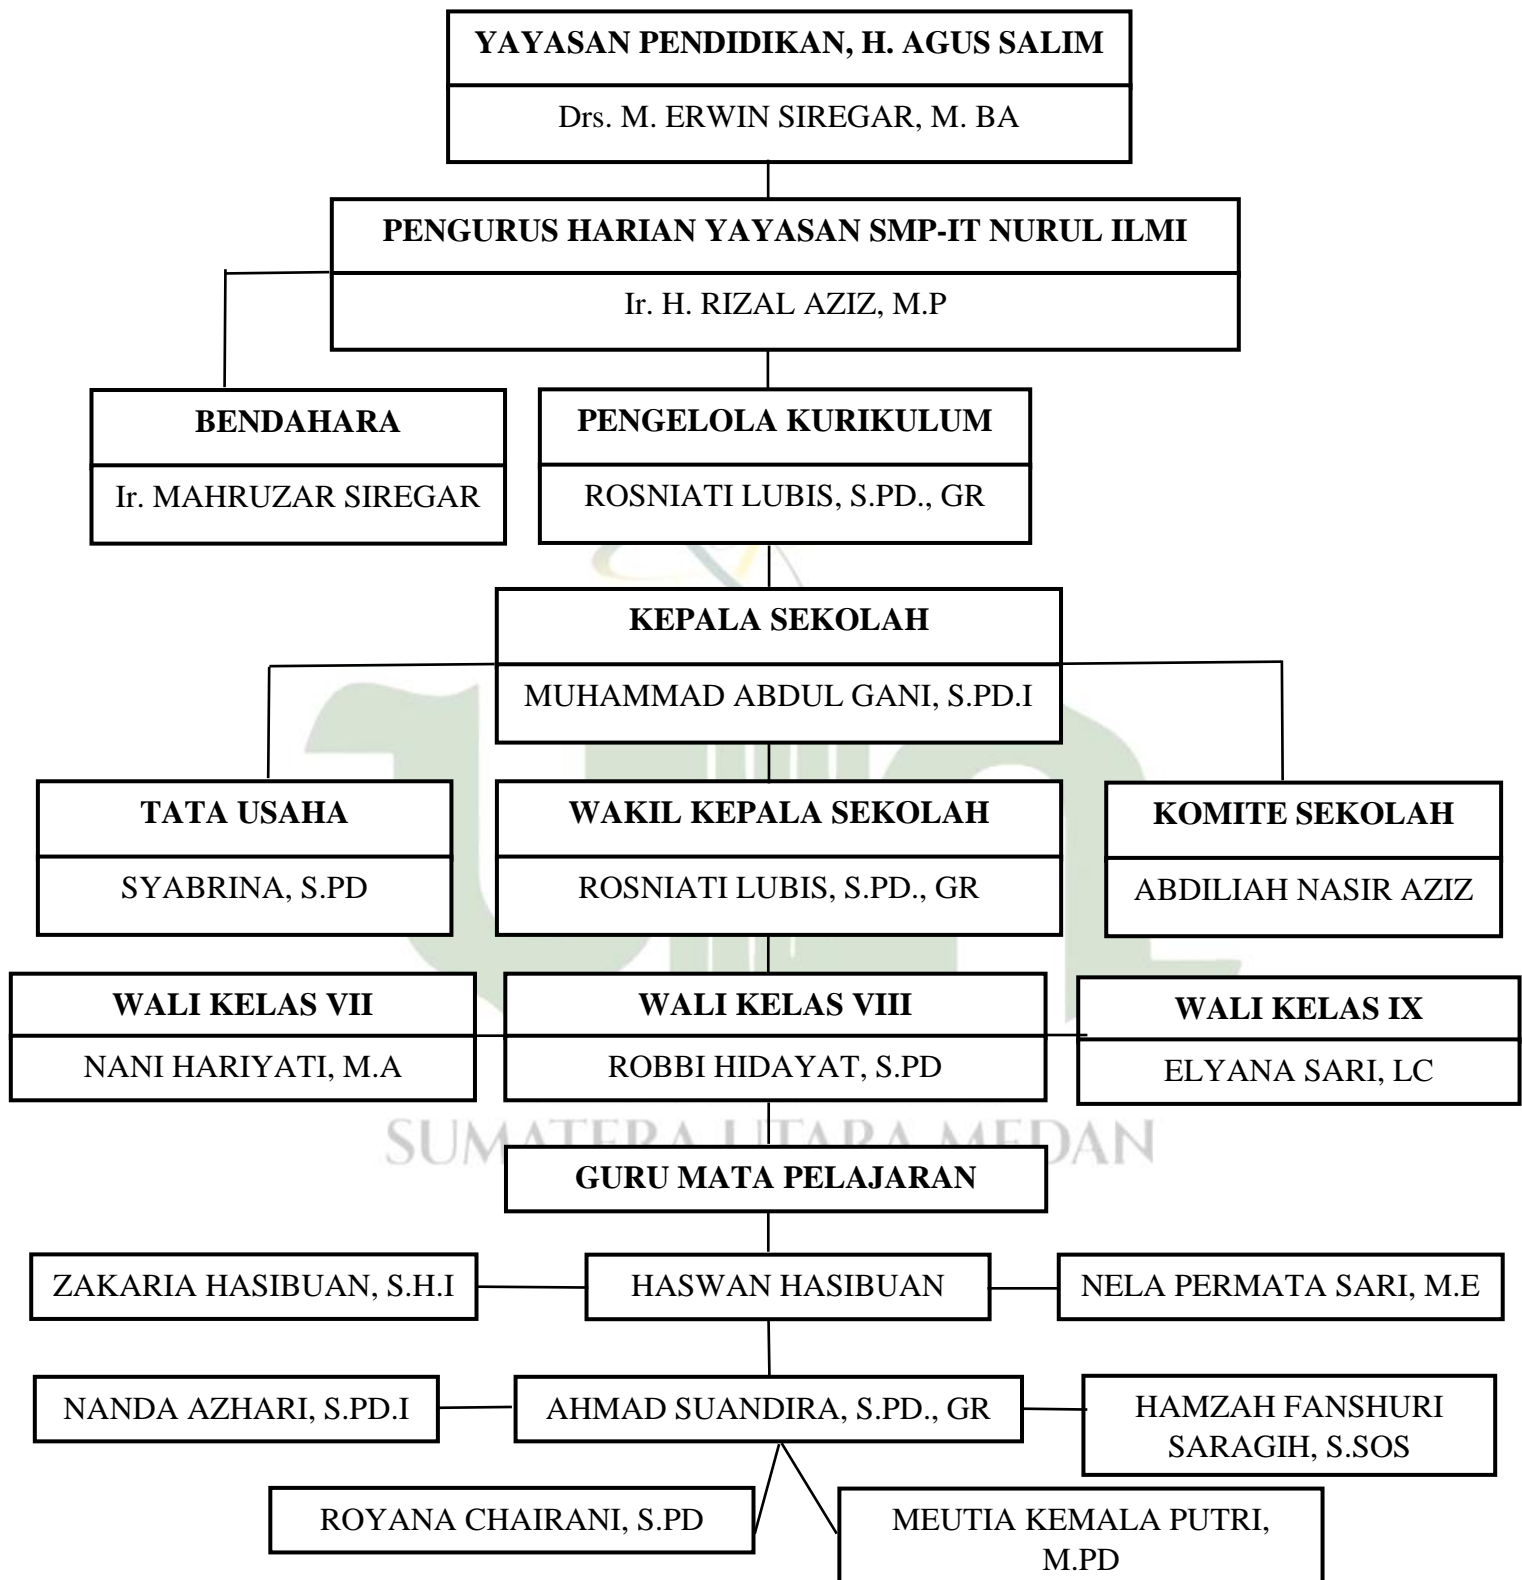 YAYASAN PENDIDIKAN, H. AGUS SALIM
Drs. M. ERWIN SIREGAR, M. BA
PENGURUS HARIAN YAYASAN SMP-IT NURUL ILMI
Ir. H. RIZAL AZIZ, M.P
BENDAHARA
Ir. MAHRUZAR SIREGAR
PENGELOLA KURIKULUM
ROSNIATI LUBIS, S.PD., GR
KEPALA SEKOLAH
MUHAMMAD ABDUL GANI, S.PD.I
TATA USAHA
SYABRINA, S.PD
WAKIL KEPALA SEKOLAH
ROSNIATI LUBIS, S.PD., GR
KOMITE SEKOLAH
ABDILIAH NASIR AZIZ
WALI KELAS VII
NANI HARIYATI, M.A
WALI KELAS VIII
ROBBI HIDAYAT, S.PD
WALI KELAS IX
ELYANA SARI, LC
SUMATERA UTARA MEDAN
GURU MATA PELAJARAN
ZAKARIA HASIBUAN, S.H.I
HASWAN HASIBUAN
NELA PERMATA SARI, M.E
NANDA AZHARI, S.PD.I
AHMAD SUANDIRA, S.PD., GR
HAMZAH FANSHURI
SARAGIH, S.SOS
ROYANA CHAIRANI, S.PD
MEUTIA KEMALA PUTRI,
M.PD